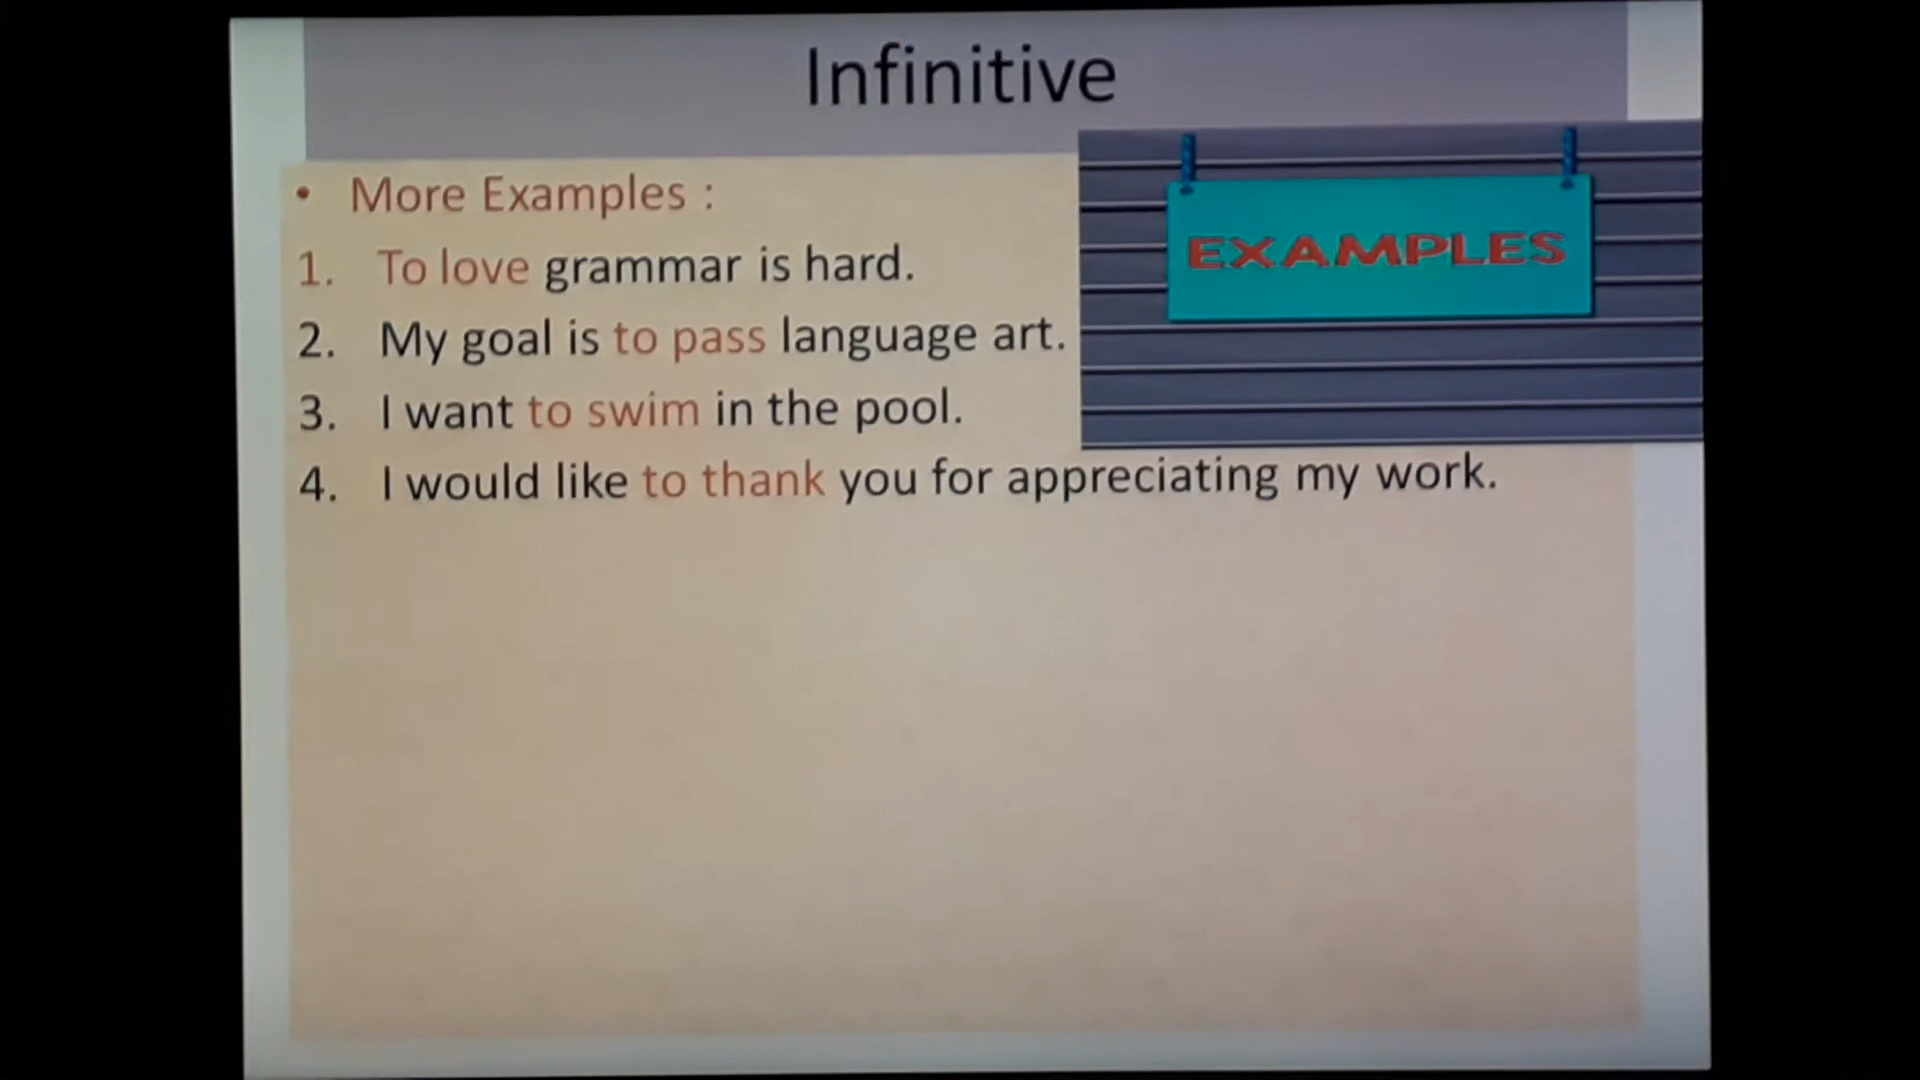 Infinitive
• More Examples :
EXAMPLES
1. To love grammar is hard.
2. My goal is to pass language art.
3. I want to swim in the pool.
4. I would like to thank you for appreciating my work.